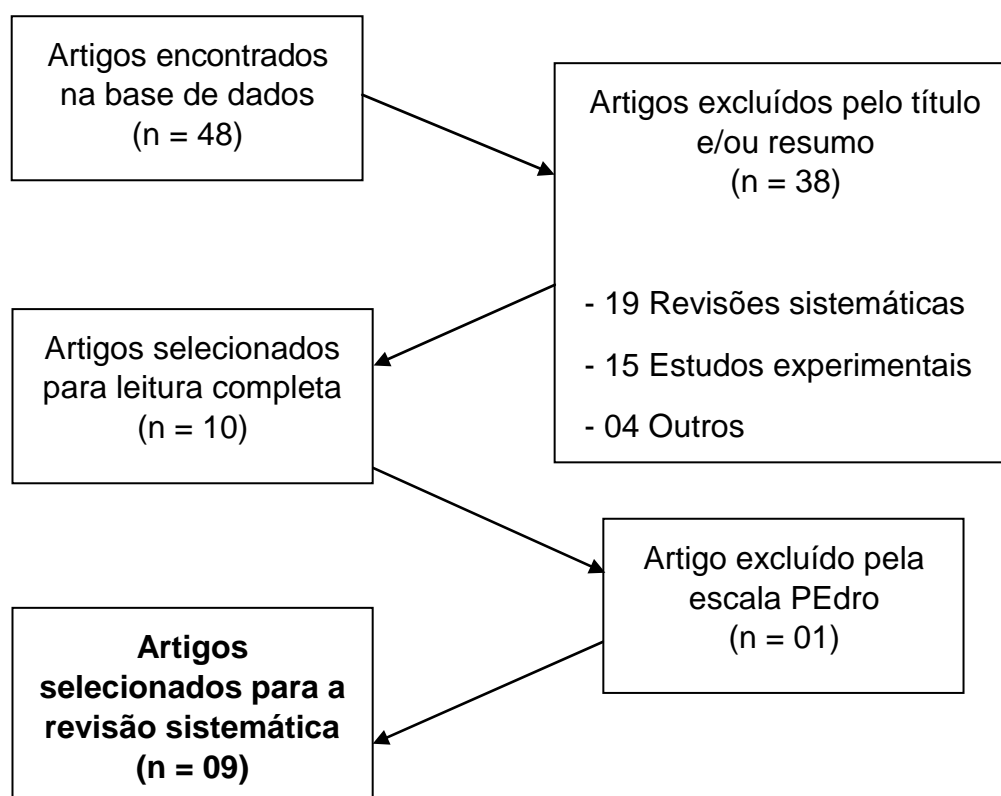 Artigos encontrados
na base de dados
(n = 48)
Artigos excluídos pelo título
e/ou resumo
(n = 38)
- 19 Revisões sistemáticas
- 15 Estudos experimentais
- 04 Outros
Artigos selecionados
para leitura completa
(n = 10)
Artigo excluído pela
escala PEdro
(n = 01)
Artigos
selecionados para a
revisão sistemática
(n = 09)